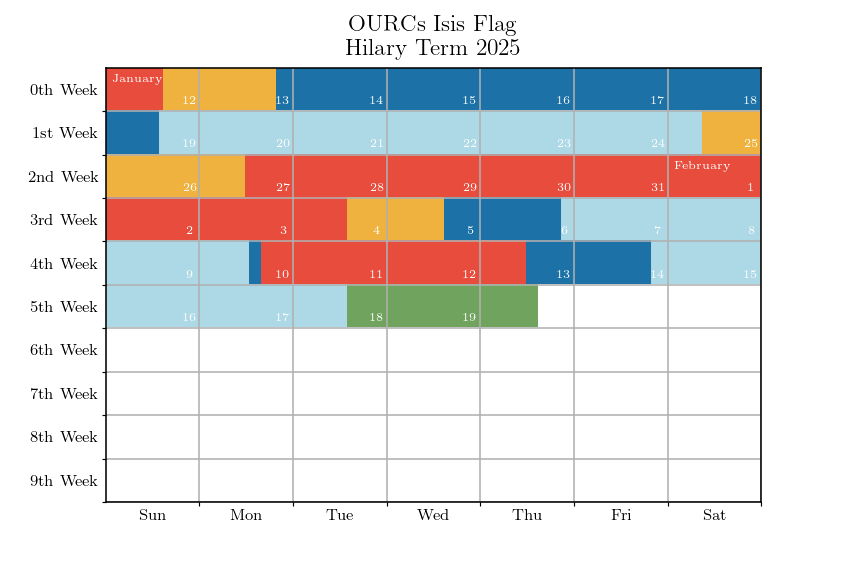 OURCs Isis Flag
Hilary Term 2025
January
0th Week
12 13 14 15 16 17 18
1st Week
19 20 21 22 23 24 25
February
2nd Week
26 27 28 29 30 31 1
3rd Week
2 3 4 5 6 7 8
4th Week
9 10 11 12 13 14 15
5th Week
16 17 18 19
6th Week
7th Week
8th Week
9th Week
Sun Mon Tue Wed Thu Fri Sat